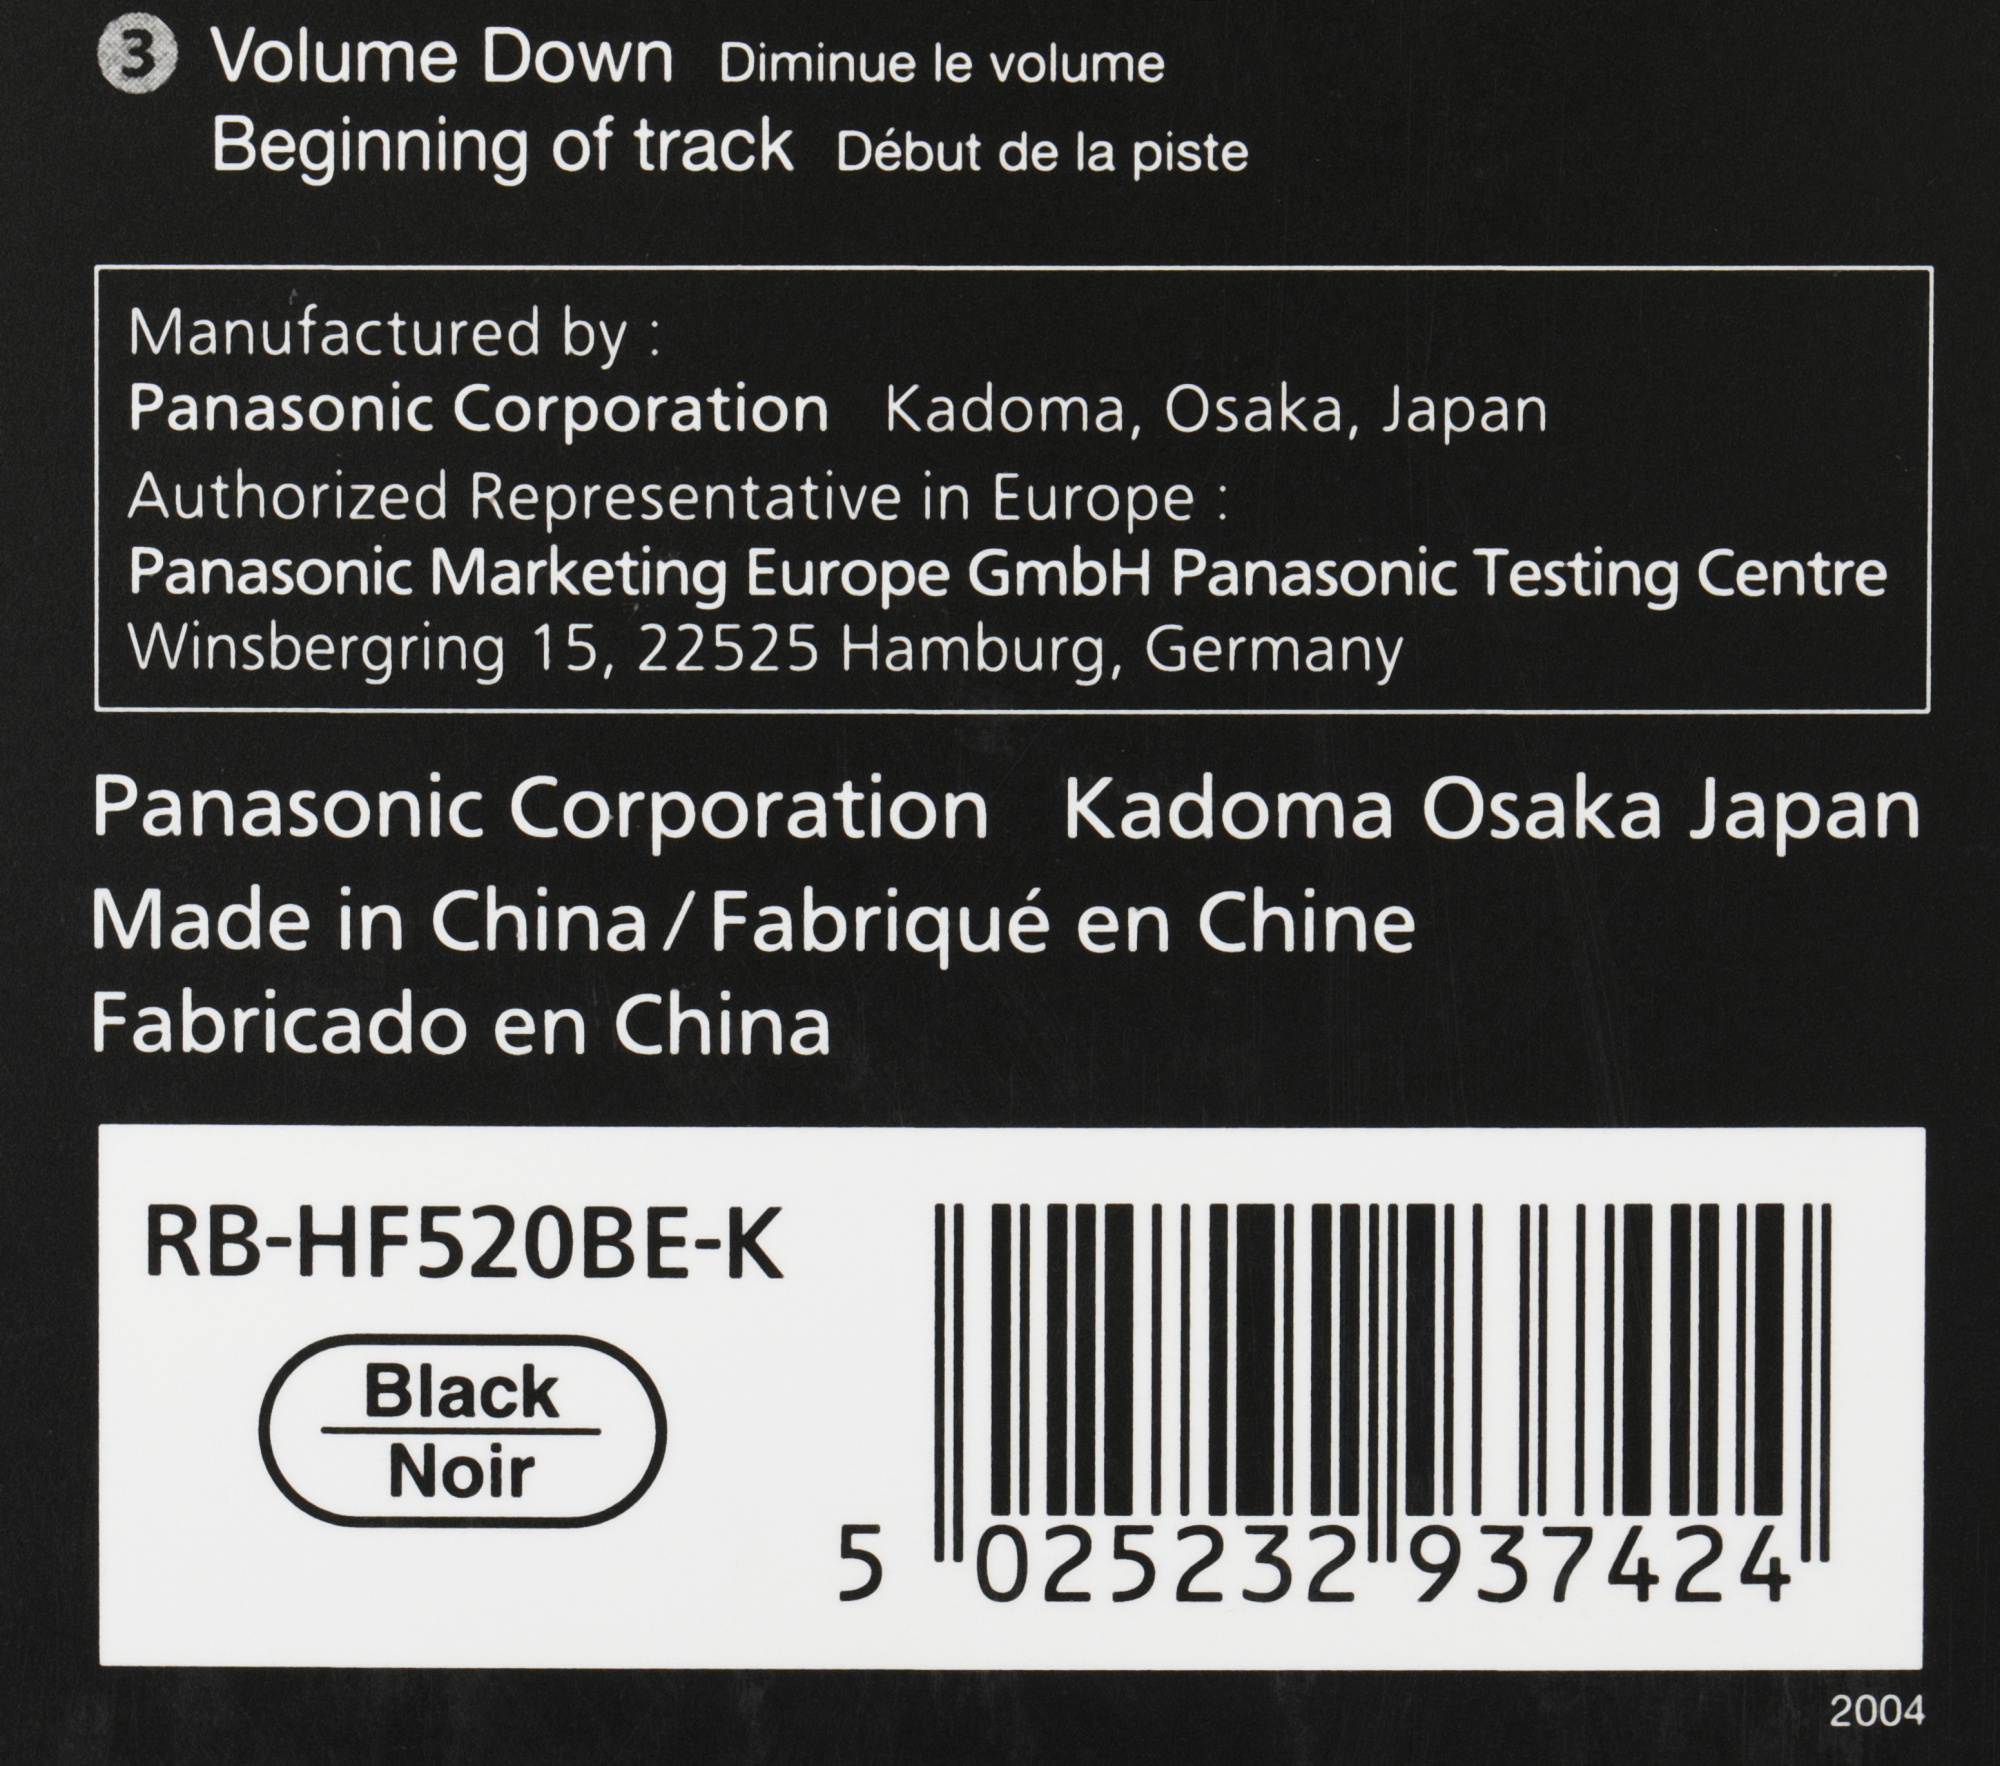 3 Volume Down Diminue le volume
Beginning of track Début de la piste
Manufactured by :
Panasonic Corporation Kadoma, Osaka, Japan
Authorized Representative in Europe :
Panasonic Marketing Europe GmbH Panasonic Testing Centre
Winsbergring 15, 22525 Hamburg, Germany
Panasonic Corporation Kadoma Osaka Japan
Made in China/Fabriqué en Chine
Fabricado en China
RB-HF520BE-K
Black
Noir
5 025232 937424
2004